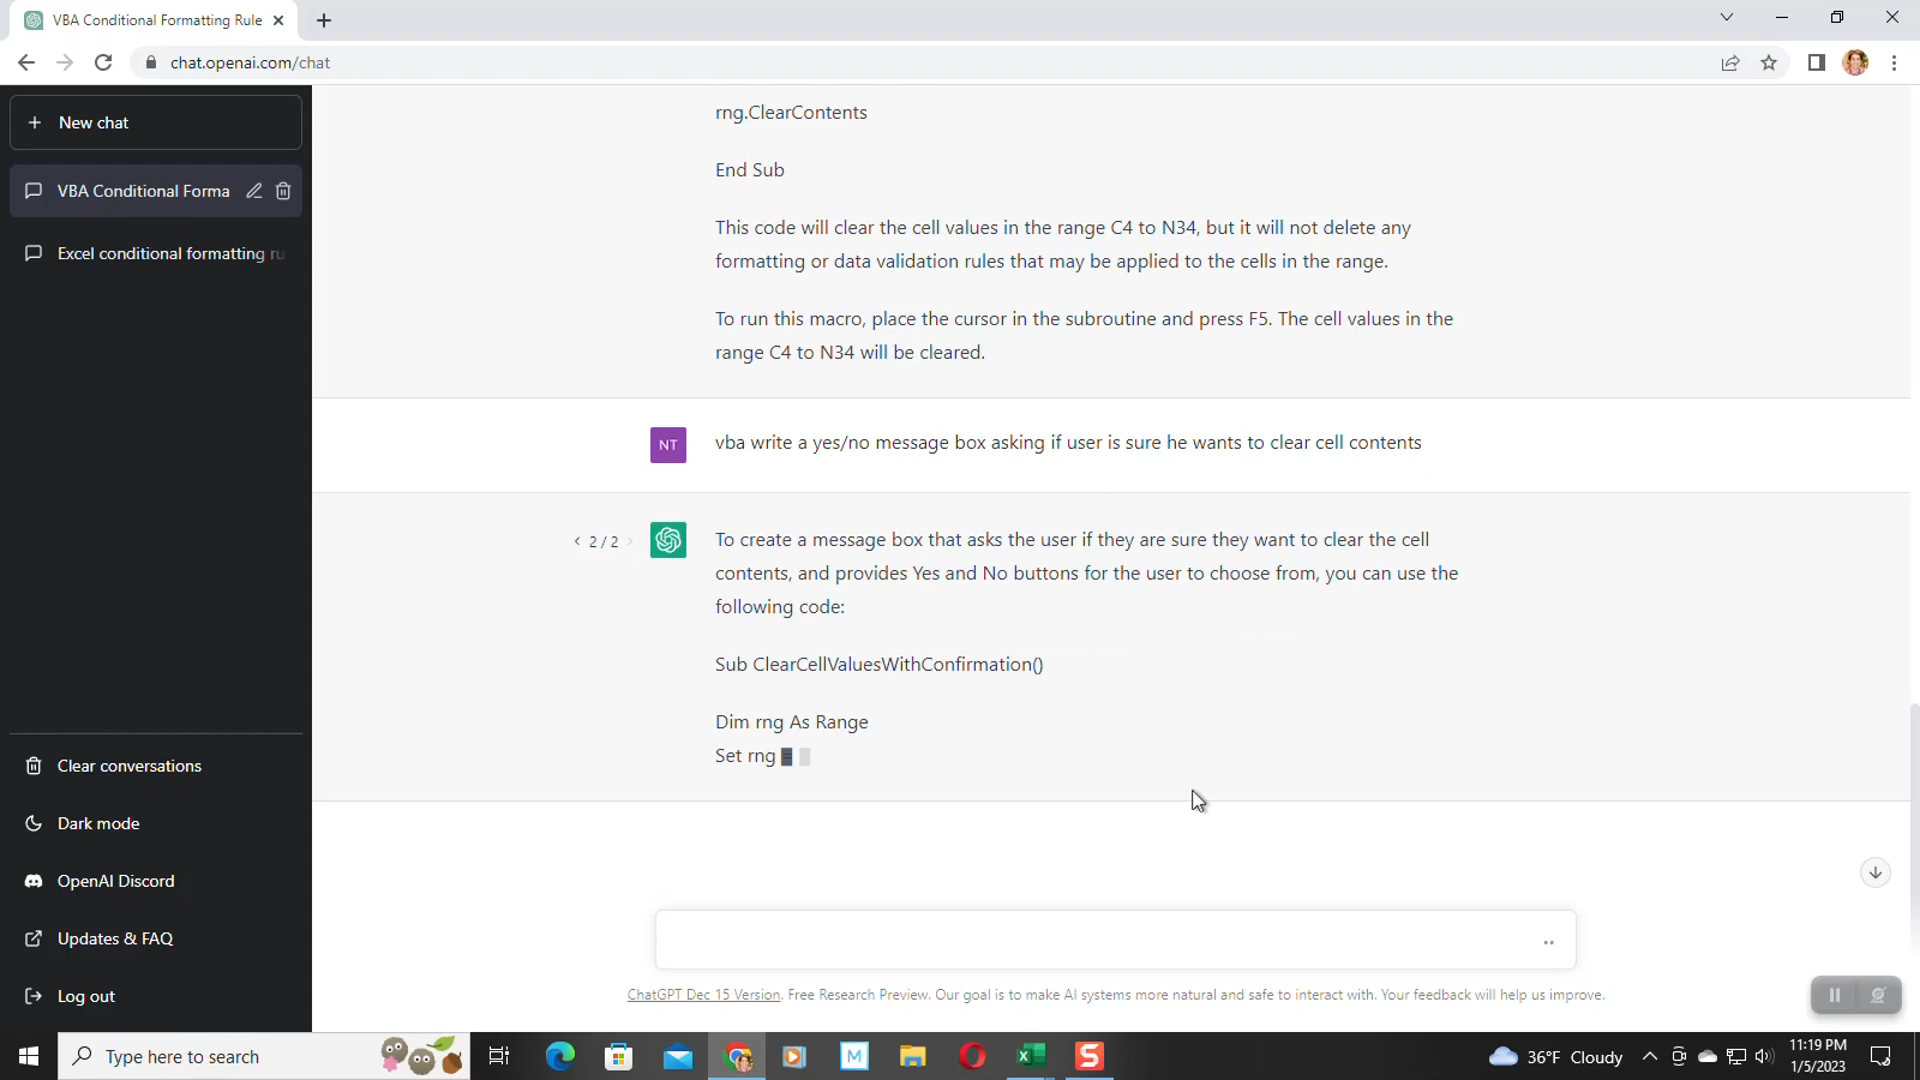 VBA Conditional Formatting Rule
chat.openai.com/chat
New chat
VBA Conditional Forma
Excel conditional formatting ru
rng.ClearContents
End Sub
This code will clear the cell values in the range C4 to N34, but it will not delete any
formatting or data validation rules that may be applied to the cells in the range.
To run this macro, place the cursor in the subroutine and press F5. The cell values in the
range C4 to N34 will be cleared.
NT
vba write a yes/no message box asking if user is sure he wants to clear cell contents
< 2 / 2 >
To create a message box that asks the user if they are sure they want to clear the cell
contents, and provides Yes and No buttons for the user to choose from, you can use the
following code:
Sub ClearCellValuesWithConfirmation()
Dim rng As Range
Set rng =
Clear conversations
Dark mode
OpenAI Discord
Updates & FAQ
Log out
ChatGPT Dec 15 Version. Free Research Preview. Our goal is to make AI systems more natural and safe to interact with. Your feedback will help us improve.
Type here to search
M
S
36°F Cloudy
11:19 PM
1/5/2023